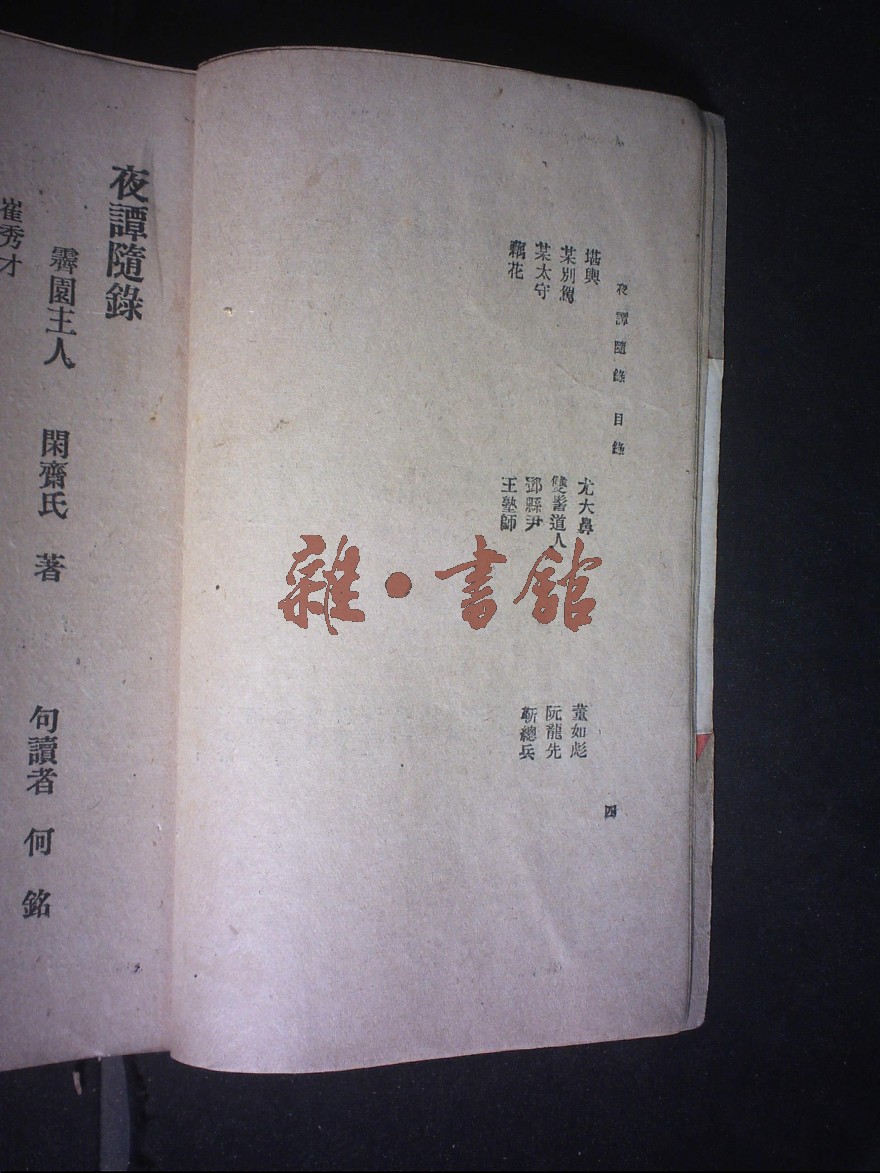 夜譚隨錄 目錄
四
堪輿
尤大鼻
董如彪
某別駕
雙髻道人
阮龍先
某太守
鄧縣尹
靳總兵
藕花
王塾師
雜•書館
夜譚隨錄
霽園主人 閑齋氏 著
句讀者 何銘
崔秀才